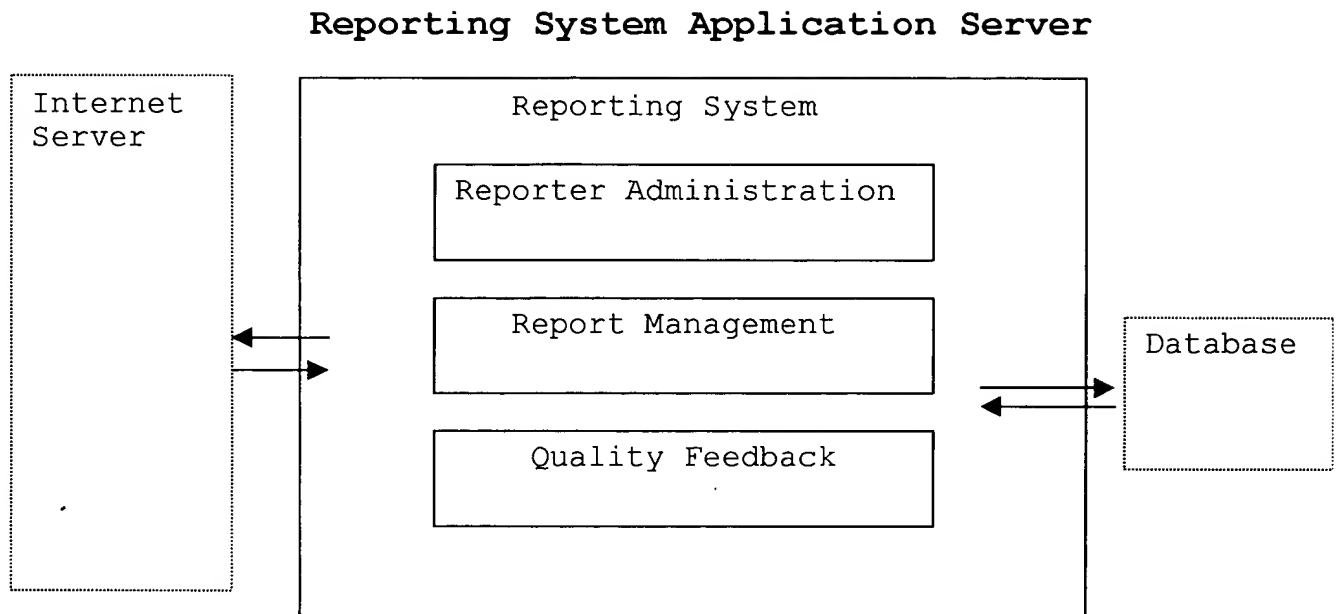 Reporting System Application Server
Internet
Server
Reporting System
Reporter Administration
Report Management
Quality Feedback
Database